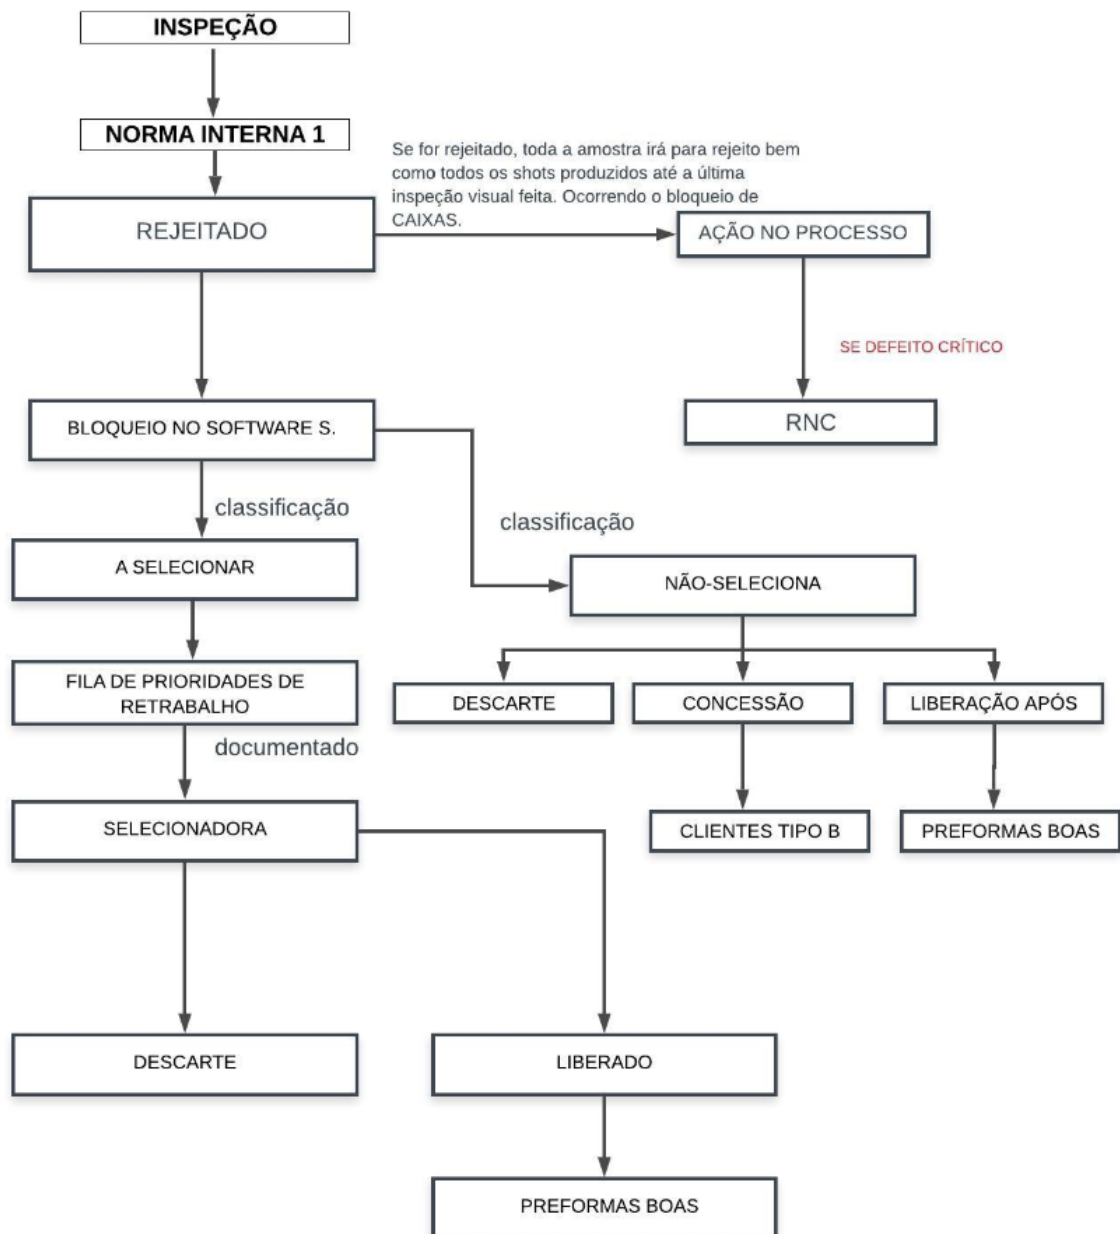 INSPEÇÃO
NORMA INTERNA 1
Se for rejeitado, toda a amostra irá para rejeito bem
como todos os shots produzidos até a última
inspeção visual feita. Ocorrendo o bloqueio de
CAIXAS.
REJEITADO
AÇÃO NO PROCESSO
SE DEFEITO CRÍTICO
RNC
BLOQUEIO NO SOFTWARE S.
classificação
classificação
A SELECIONAR
NÃO-SELECIONA
FILA DE PRIORIDADES DE
RETRABALHO
DESCARTE
CONCESSÃO
LIBERAÇÃO APÓS
documentado
SELECIONADORA
CLIENTES TIPO B
PREFORMAS BOAS
DESCARTE
LIBERADO
PREFORMAS BOAS